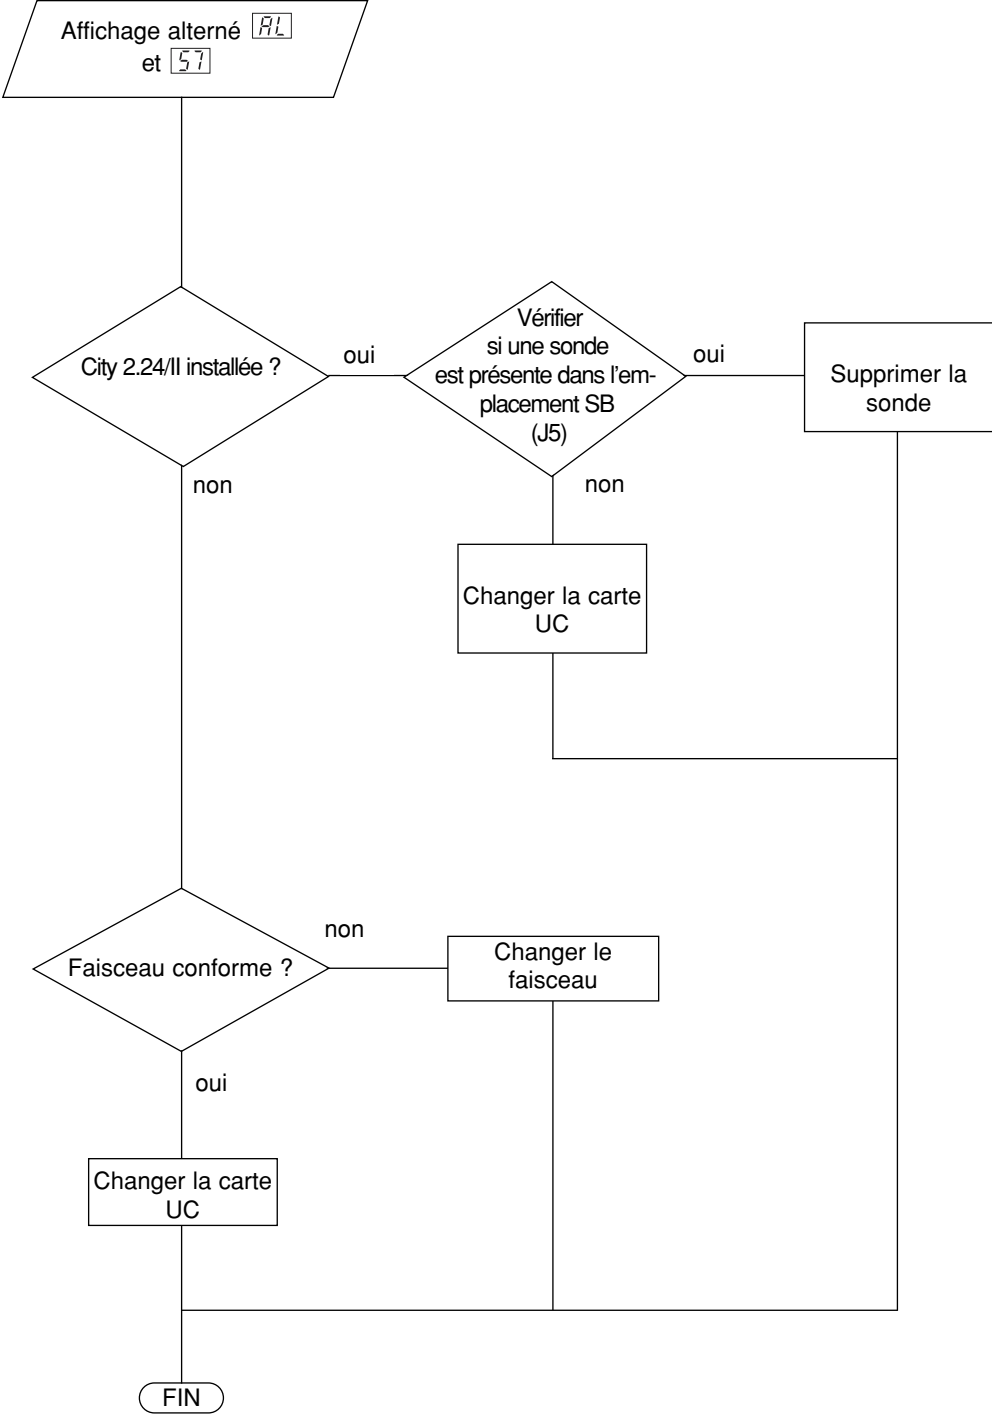 Affichage alterné AL
et 57
City 2.24/II installée ?
oui
Vérifier
si une sonde
est présente dans l'em-
placement SB
(J5)
oui
Supprimer la
sonde
non
non
Changer la carte
UC
Faisceau conforme ?
non
Changer le
faisceau
oui
Changer la carte
UC
FIN